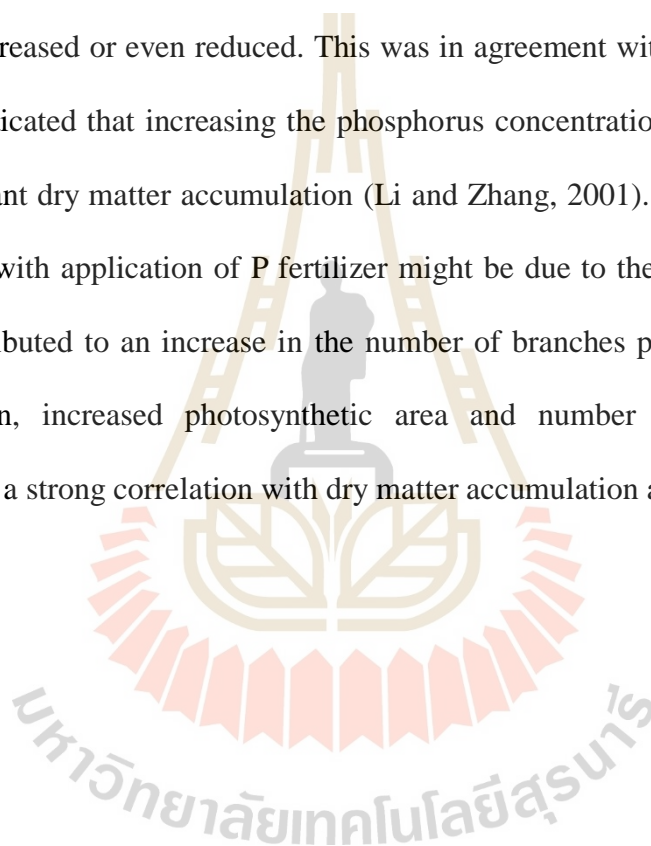 creased or even reduced. This was in agreement wit
icated that increasing the phosphorus concentratio
ant dry matter accumulation (Li and Zhang, 2001).
with application of P fertilizer might be due to the
ibuted to an increase in the number of branches p
n, increased photosynthetic area and number
a strong correlation with dry matter accumulation a
มหาวิทยาลัยเทคโนโลยีสุรนารี